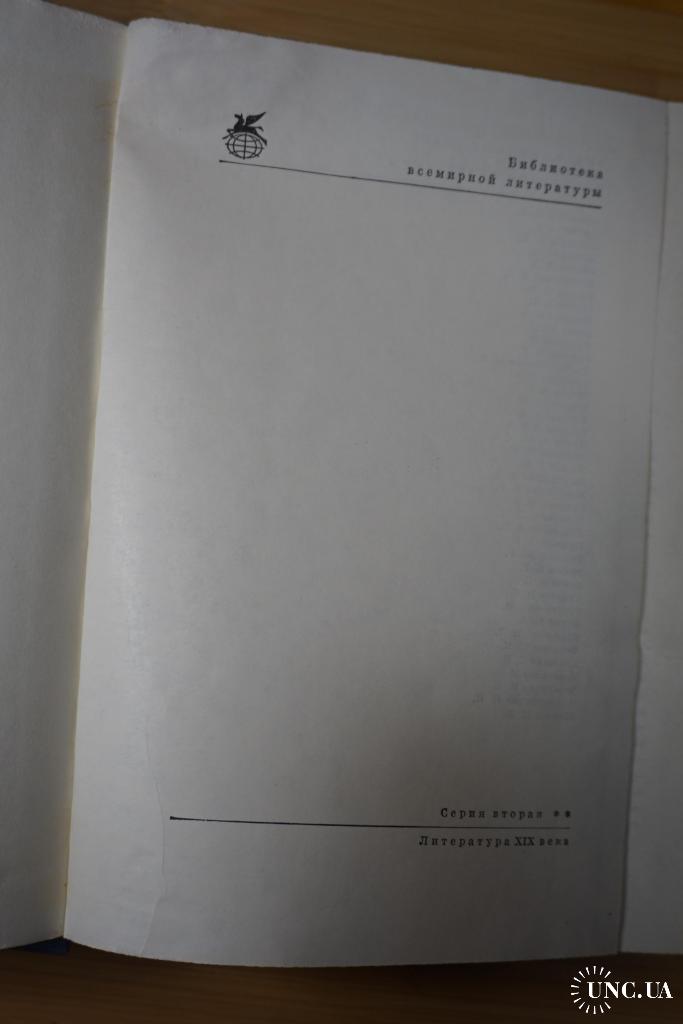 Библиотека
всемирной литературы
Серия вторая * *
Литература XIX века
UNC.UA